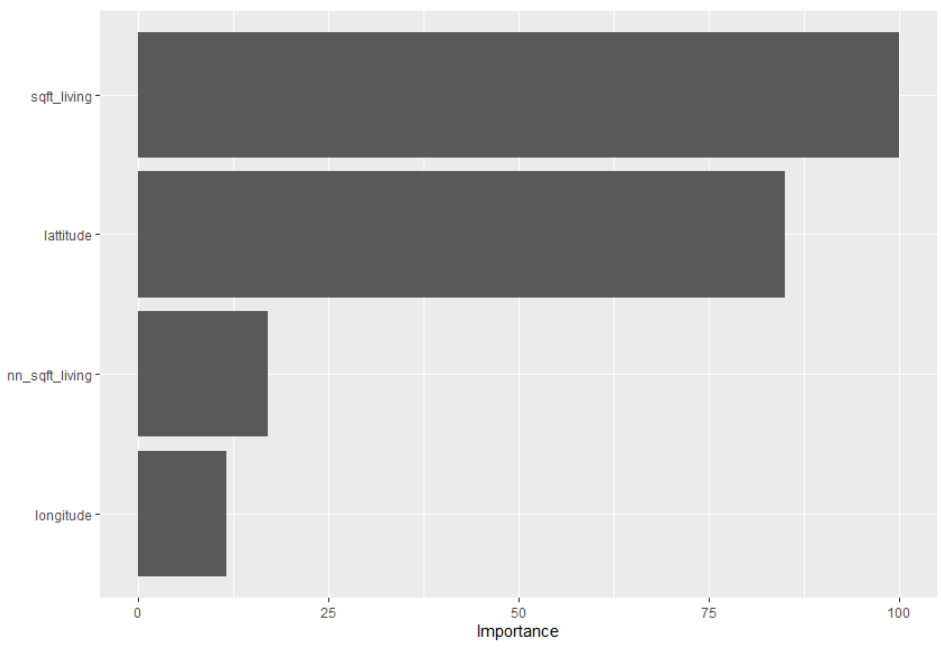 sqft_living
lattitude
nn_sqft_living
longitude
0 25 50 75 100
Importance